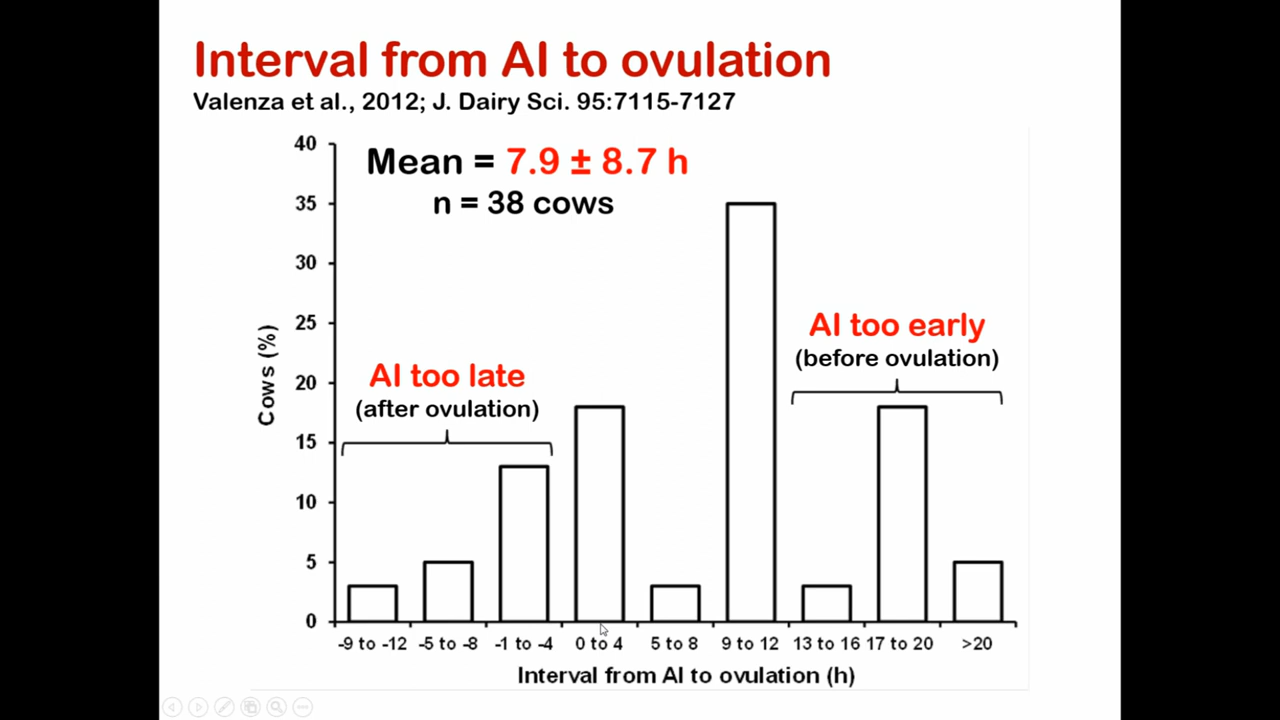 Interval from AI to ovulation
Valenza et al., 2012; J. Dairy Sci. 95:7115-7127
Mean = 7.9 ± 8.7 h
n = 38 cows
40
35
30
25
20
15
10
5
0
Cows (%)
AI too late
(after ovulation)
AI too early
(before ovulation)
-9 to -12 -5 to -8 -1 to -4 0 to 4 5 to 8 9 to 12 13 to 16 17 to 20 >20
Interval from AI to ovulation (h)